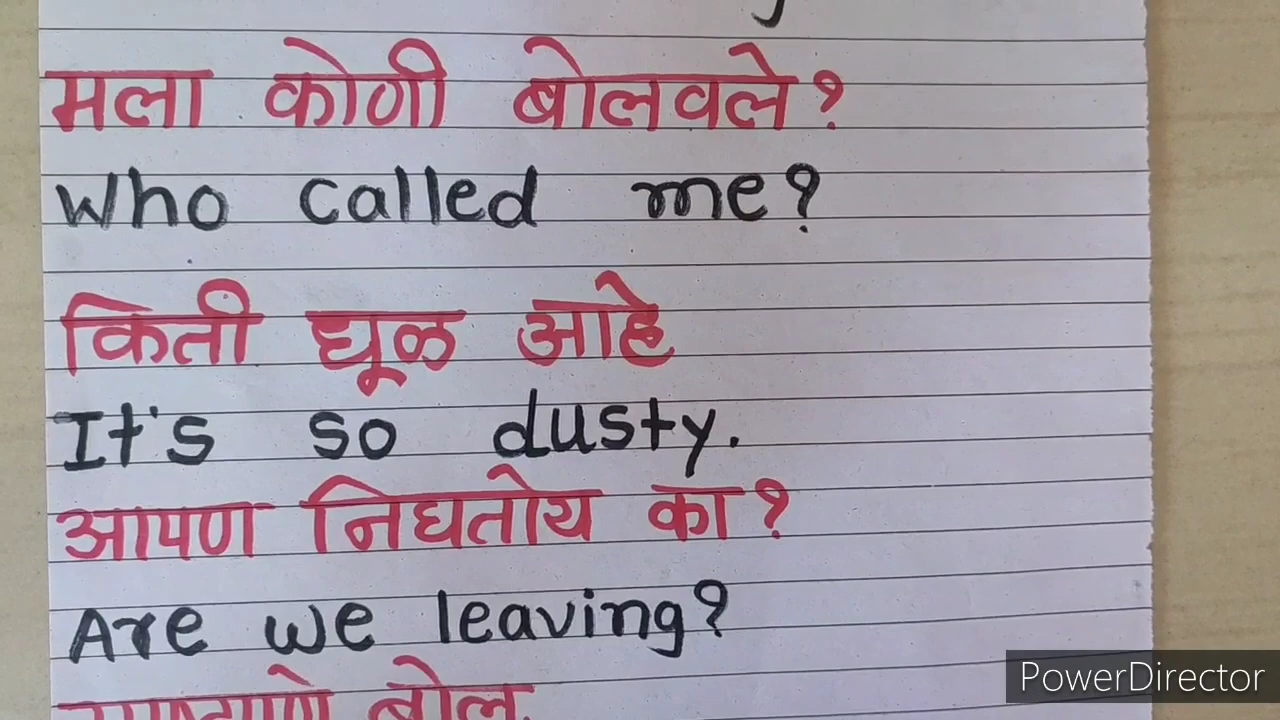 मला कोणी बोलवले?
Who called me?
किती धूळ आहे
It's so dusty.
आपण निघतोय का?
Are we leaving?
बोल
PowerDirector